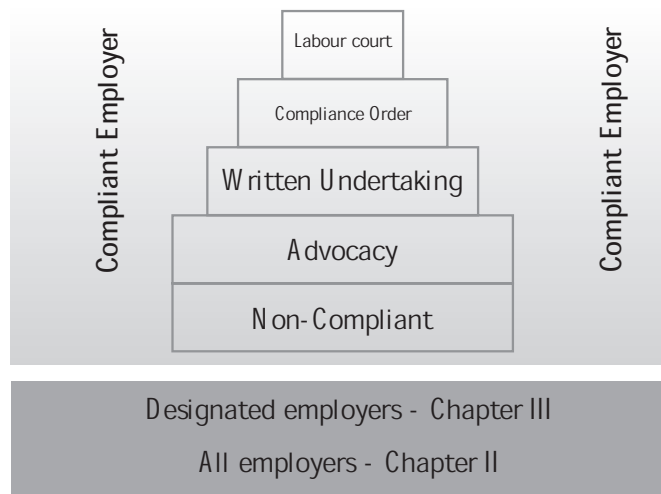 Compliant Employer
Labour court
Compliance Order
Written Undertaking
Advocacy
Non-Compliant
Compliant Employer
Designated employers - Chapter III
All employers - Chapter II